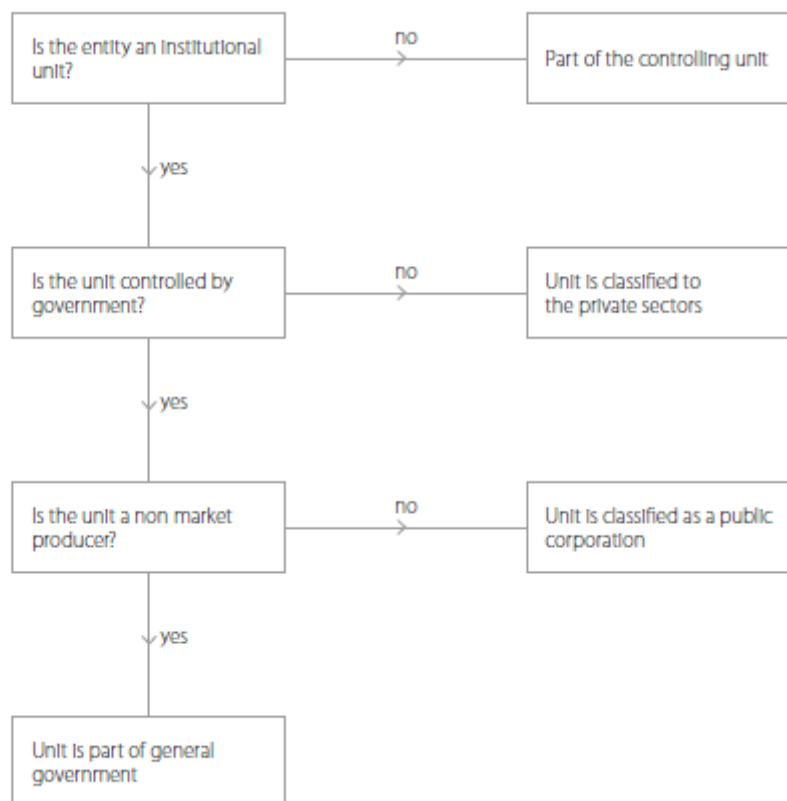 Is the entity an institutional
unit?
no
Part of the controlling unit
yes
Is the unit controlled by
government?
no
Unit is classified to
the private sectors
yes
Is the unit a non market
producer?
no
Unit is classified as a public
corporation
yes
Unit is part of general
government